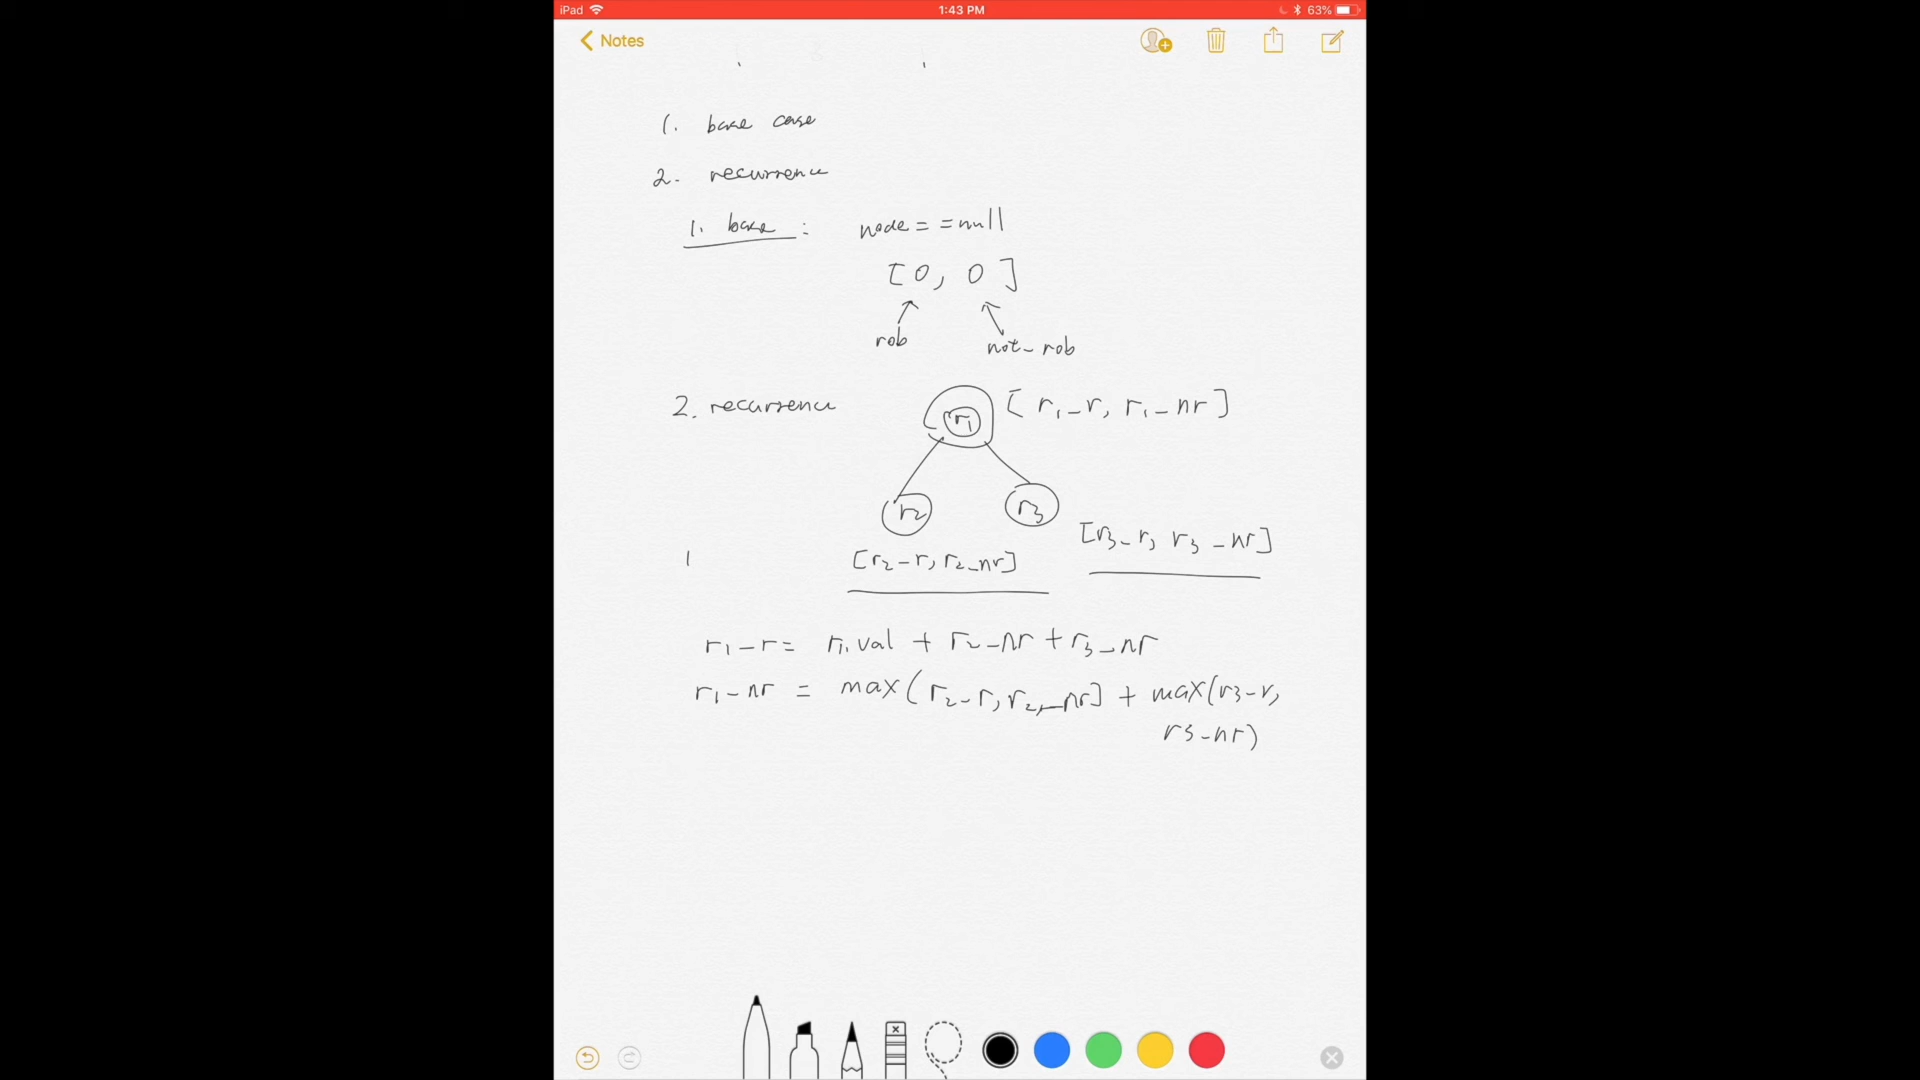 iPad 1:43 PM 63%
Notes
1. base case
2. recurrence
1. base : node = = null
[0, 0]
rob not_rob
2. recurrence r1 [r1_r, r1_nr]
r2 r3
[r2_r, r2_nr] [r3_r, r3_nr]
1
r1_r = r1.val + r2_nr + r3_nr
r1_nr = max(r2_r, r2_nr] + max(r3_r,
r3_nr)